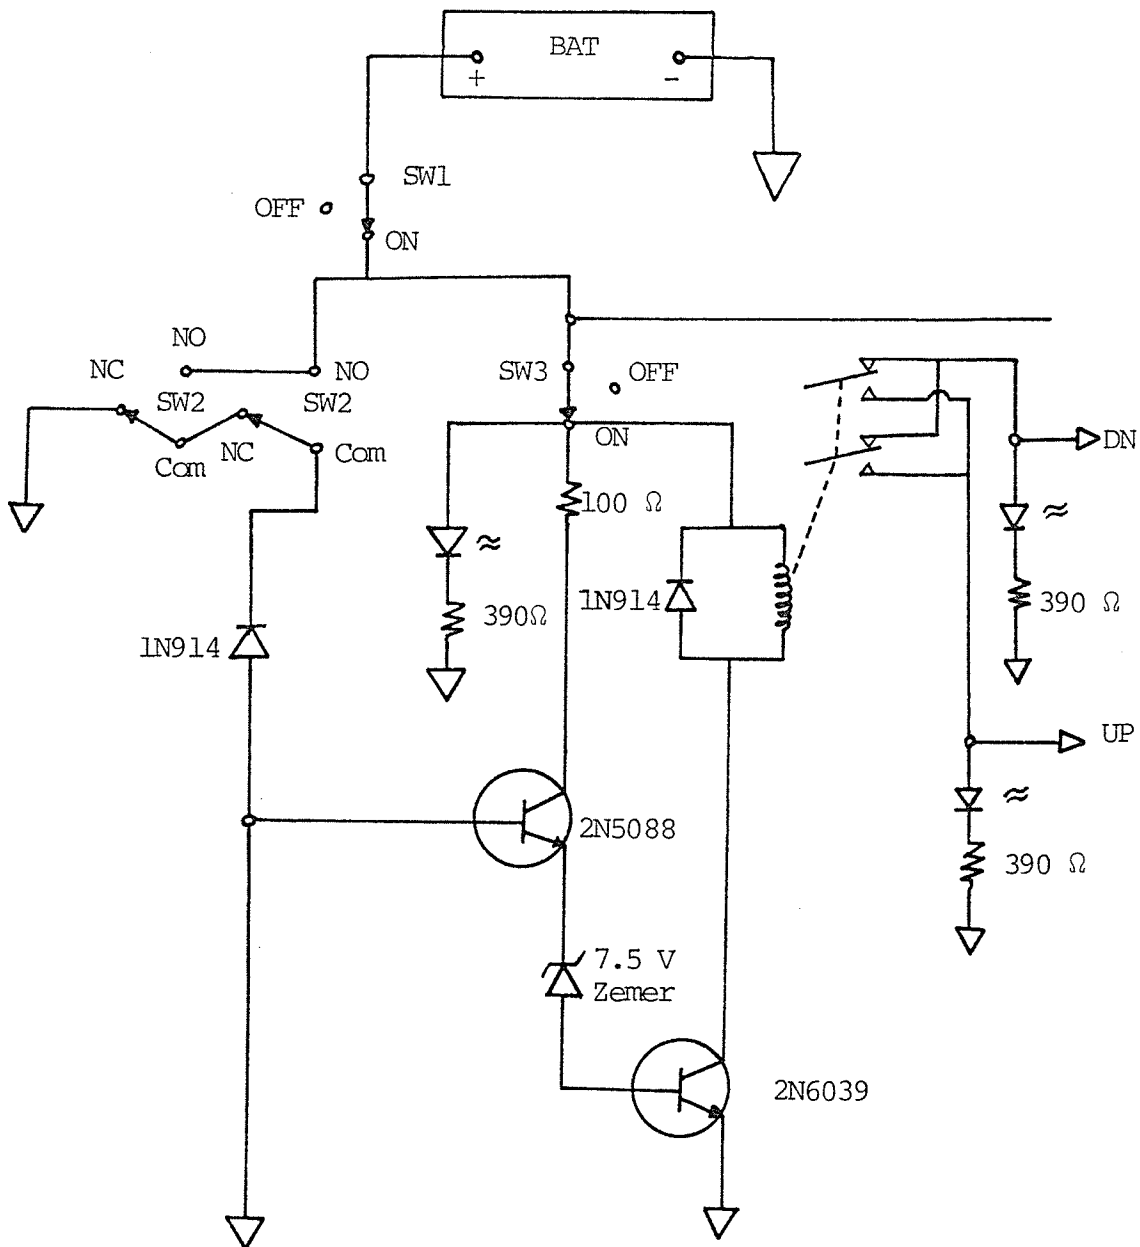 BAT
+ -
SW1
OFF
ON
NO
NC
NO
SW3
OFF
SW2
SW2
ON
Com
NC
Com
DN
100 Ω
≈
≈
390Ω
1N914
390 Ω
1N914
UP
≈
2N5088
390 Ω
7.5 V
Zemer
2N6039